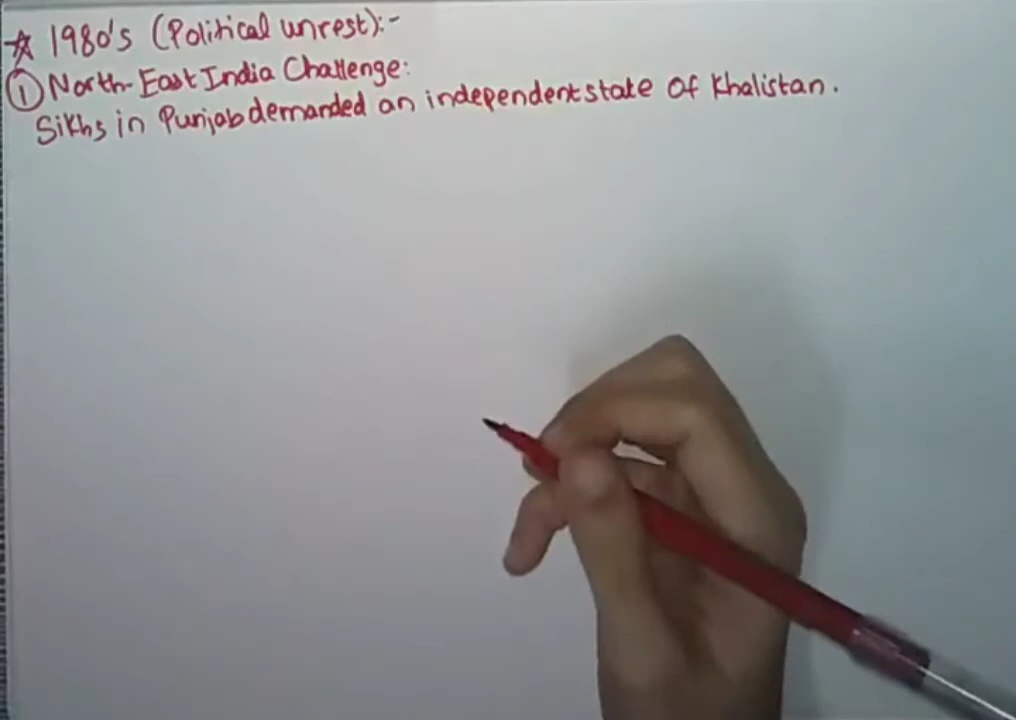 ☆ 1980's (Political unrest):-
① North-East India Challenge:
Sikhs in Punjab demanded an independent state of Khalistan.